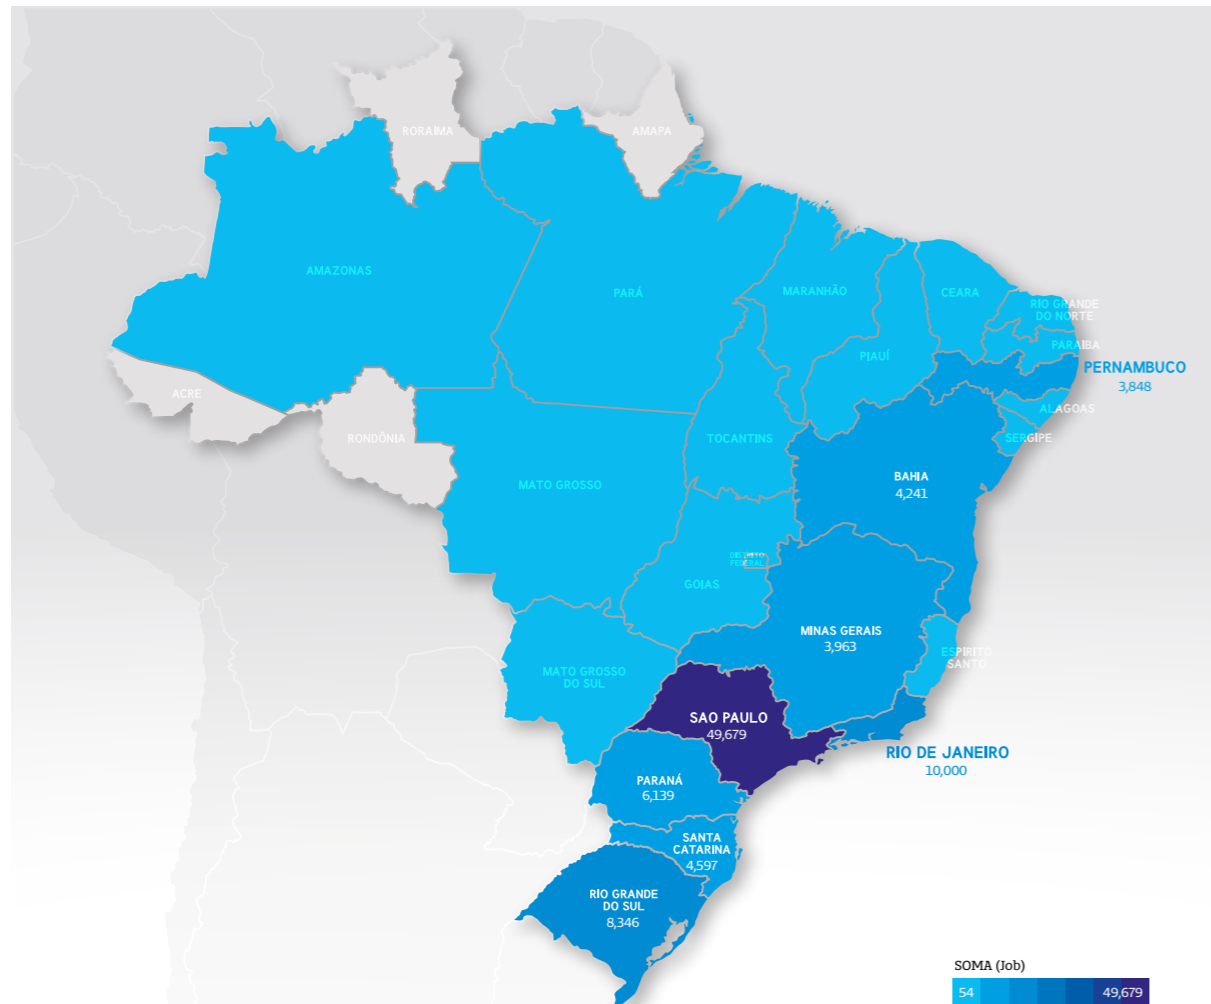 RORAIMA
AMAPA
AMAZONAS
PARÁ
MARANHÃO
CEARA
RIO GRANDE
DO NORTE
PARAIBA
PIAUÍ
PERNAMBUCO
3,848
ACRE
ALAGOAS
RONDÔNIA
TOCANTINS
SERGIPE
MATO GROSSO
BAHIA
4,241
DISTRITO
FEDERAL
GOIAS
MINAS GERAIS
3,963
ESPIRITO
SANTO
MATO GROSSO
DO SUL
SAO PAULO
49,679
RIO DE JANEIRO
10,000
PARANÁ
6,139
SANTA
CATARINA
4,597
RIO GRANDE
DO SUL
8,346
SOMA (Job)
54 49,679